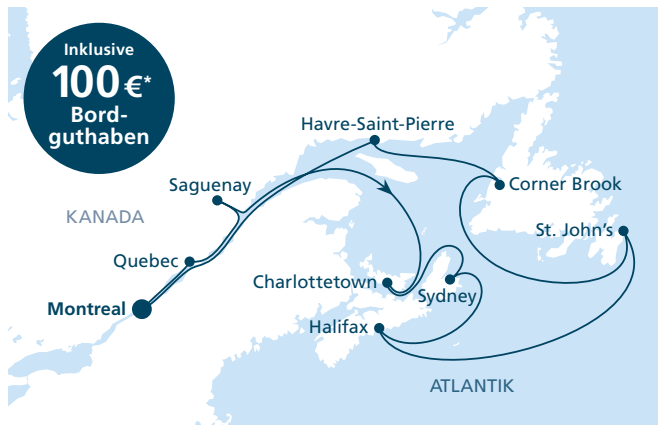 Inklusive
100 €*
Bord-
guthaben
Havre-Saint-Pierre
Saguenay
Corner Brook
KANADA
St. John's
Quebec
Charlottetown
Sydney
Montreal
Halifax
ATLANTIK